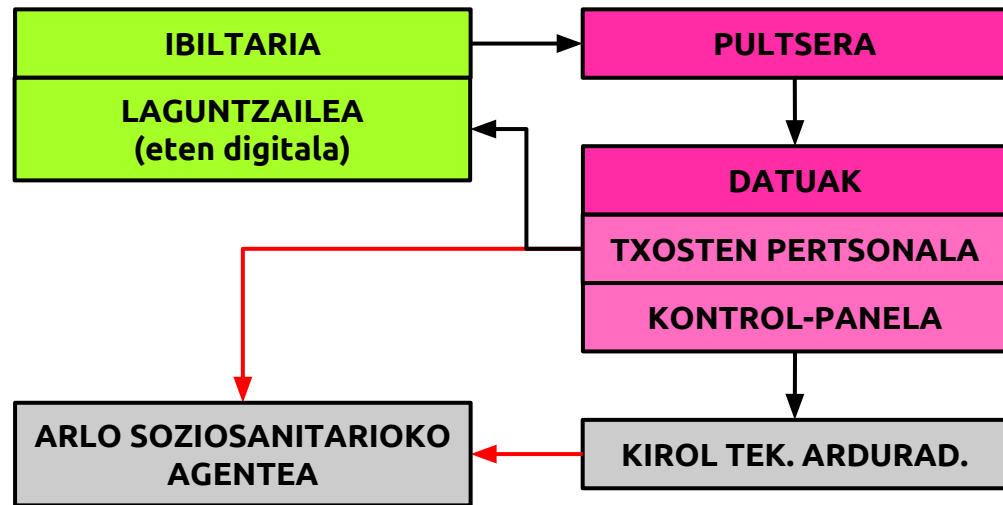 IBILTARIA
PULTSERA
LAGUNTZAILEA
(eten digitala)
DATUAK
TXOSTEN PERTSONALA
KONTROL-PANELA
ARLO SOZIOSANITARIOKO
AGENTEA
KIROL TEK. ARDURAD.